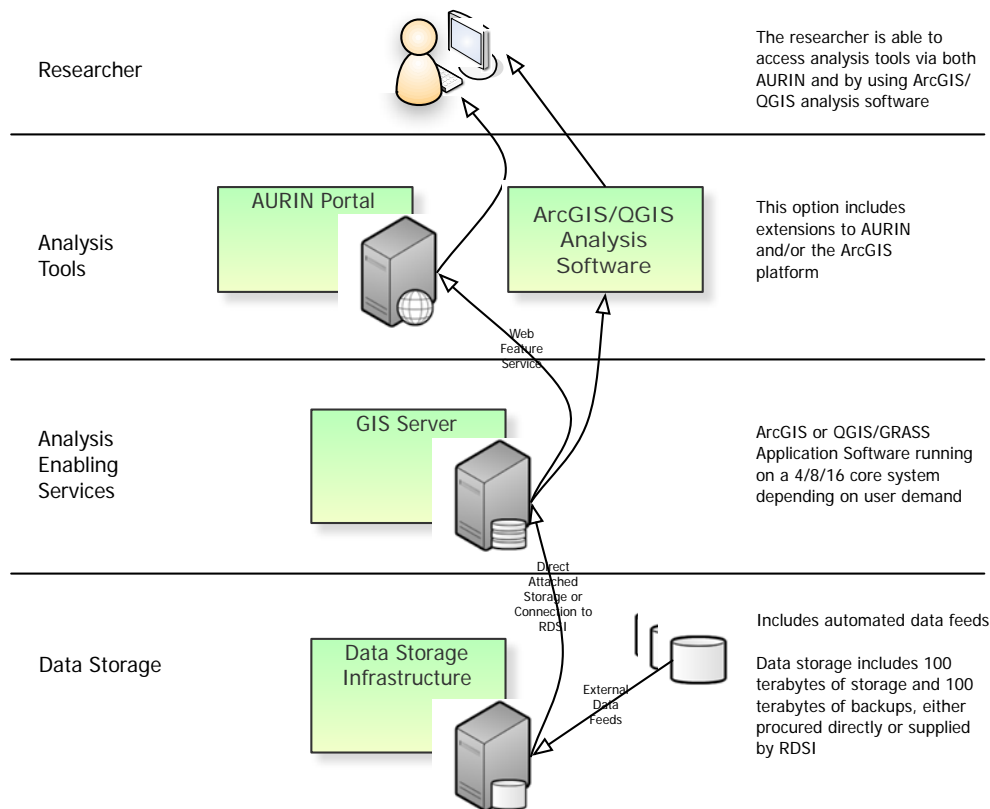 Researcher
The researcher is able to
access analysis tools via both
AURIN and by using ArcGIS/
QGIS analysis software
Analysis
Tools
AURIN Portal
ArcGIS/QGIS
Analysis
Software
This option includes
extensions to AURIN
and/or the ArcGIS
platform
Web
Feature
Service
Analysis
Enabling
Services
GIS Server
ArcGIS or QGIS/GRASS
Application Software running
on a 4/8/16 core system
depending on user demand
Direct
Attached
Storage or
Connection to
RDSI
Data Storage
Data Storage
Infrastructure
External
Data
Feeds
Includes automated data feeds
Data storage includes 100
terabytes of storage and 100
terabytes of backups, either
procured directly or supplied
by RDSI